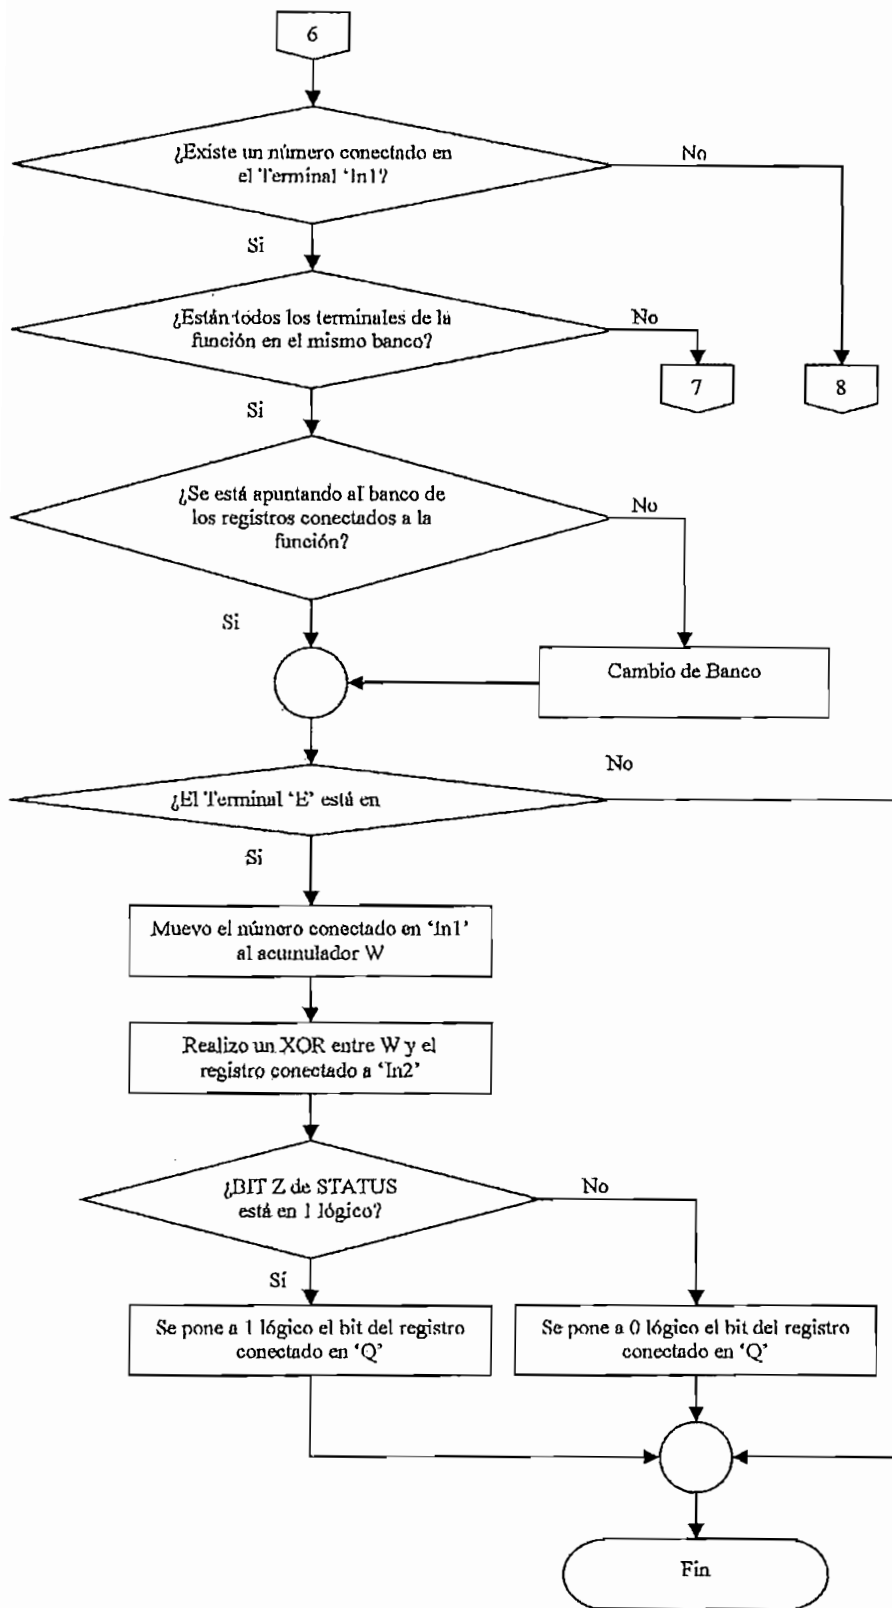 6
¿Existe un número conectado en
el Terminal ‘In1?
No
Si
¿Están todos los terminales de la
función en el mismo banco?
No
7
8
Si
¿Se está apuntando al banco de
los registros conectados a la
función?
No
Si
Cambio de Banco
No
¿El Terminal ‘E’ está en
Si
Muevo el número conectado en ‘In1’
al acumulador W
Realizo un XOR entre W y el
registro conectado a ‘In2’
¿BIT Z de STATUS
está en 1 lógico?
No
Sí
Se pone a 1 lógico el bit del registro
conectado en ‘Q’
Se pone a 0 lógico el bit del registro
conectado en ‘Q’
Fin